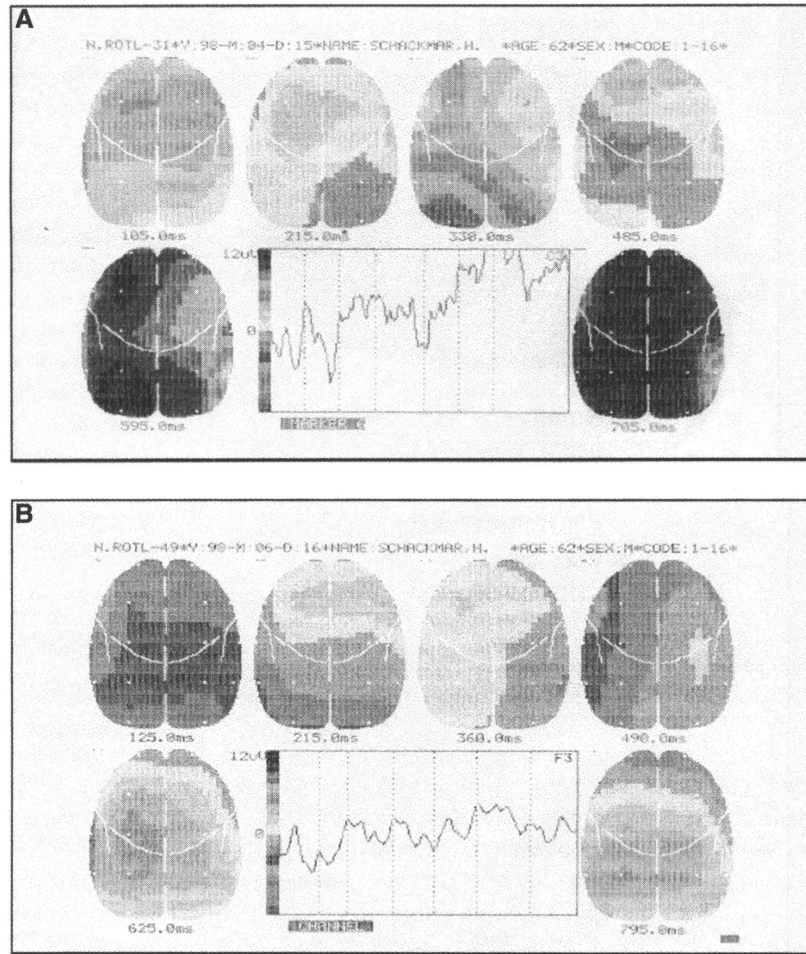 A
N.ROTL-31*Y:98-M:04-D:15*NAME:SCHACKMAR,H. *AGE:62*SEX:M*CODE:1-16*
105.0ms 215.0ms 330.0ms 485.0ms
12uV
0
595.0ms
MARKER
705.0ms
B
N.ROTL-49*Y:98-M:06-D:16*NAME:SCHACKMAR,H. *AGE:62*SEX:M*CODE:1-16*
125.0ms 215.0ms 360.0ms 490.0ms
12uV
F3
0
625.0ms
CHANNEL
795.0ms